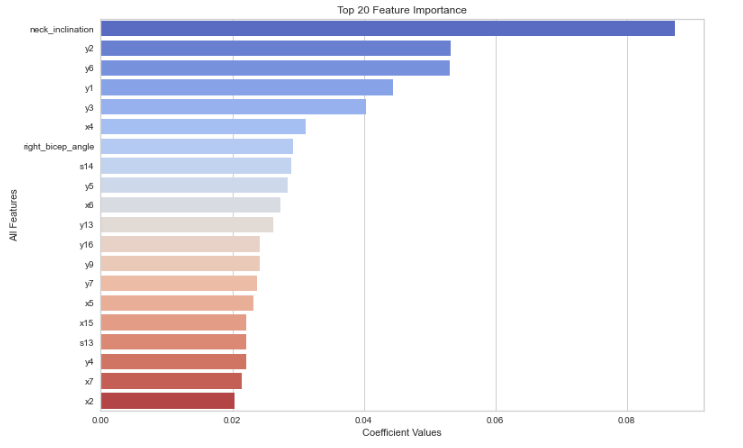 Top 20 Feature Importance
All Features
neck_inclination
y2
y6
y1
y3
x4
right_bicep_angle
s14
y5
x6
y13
y16
y9
y7
x5
x15
s13
y4
x7
x2
0.00 0.02 0.04 0.06 0.08
Coefficient Values